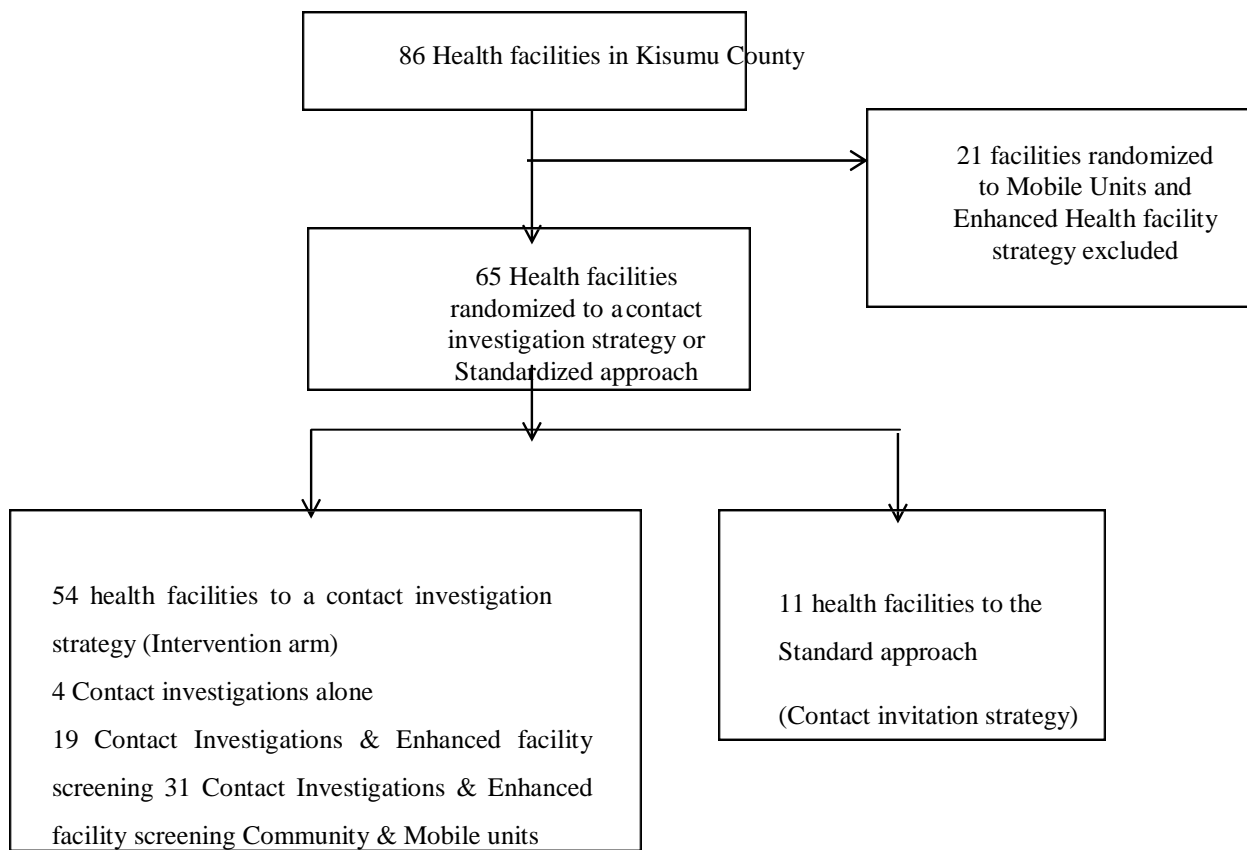 86 Health facilities in Kisumu County
21 facilities randomized
to Mobile Units and
Enhanced Health facility
strategy excluded
65 Health facilities
randomized to a contact
investigation strategy or
Standardized approach
54 health facilities to a contact investigation
strategy (Intervention arm)
4 Contact investigations alone
19 Contact Investigations & Enhanced facility
screening 31 Contact Investigations & Enhanced
facility screening Community & Mobile units
11 health facilities to the
Standard approach
(Contact invitation strategy)